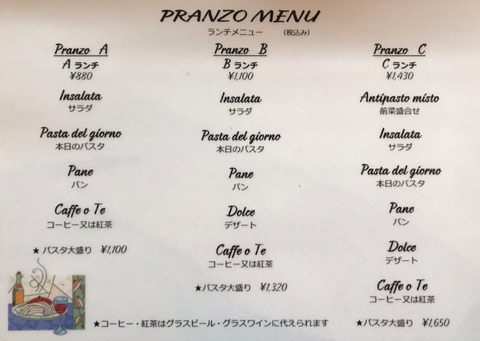 PRANZO MENU
ランチメニュー　(税込み)
Pranzo A
A ランチ
¥880
Insalata
サラダ
Pasta del giorno
本日のパスタ
Pane
パン
Caffe o Te
コーヒー又は紅茶
★ パスタ大盛り ¥1,100
Pranzo B
B ランチ
¥1,100
Insalata
サラダ
Pasta del giorno
本日のパスタ
Pane
パン
Dolce
デザート
Caffe o Te
コーヒー又は紅茶
★パスタ大盛り ¥1,320
Pranzo C
C ランチ
¥1,430
Antipasto misto
前菜盛合せ
Insalata
サラダ
Pasta del giorno
本日のパスタ
Pane
パン
Dolce
デザート
Caffe o Te
コーヒー又は紅茶
★パスタ大盛り ¥1,650
★コーヒー・紅茶はグラスビール・グラスワインに代えられます